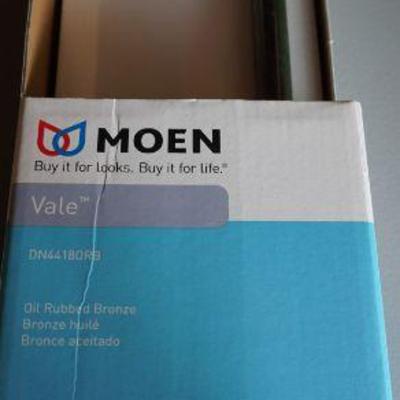 MOEN
Buy it for looks. Buy it for life.®
Vale™
DN4418ORB
Oil Rubbed Bronze
Bronze huilé
Bronce aceitado